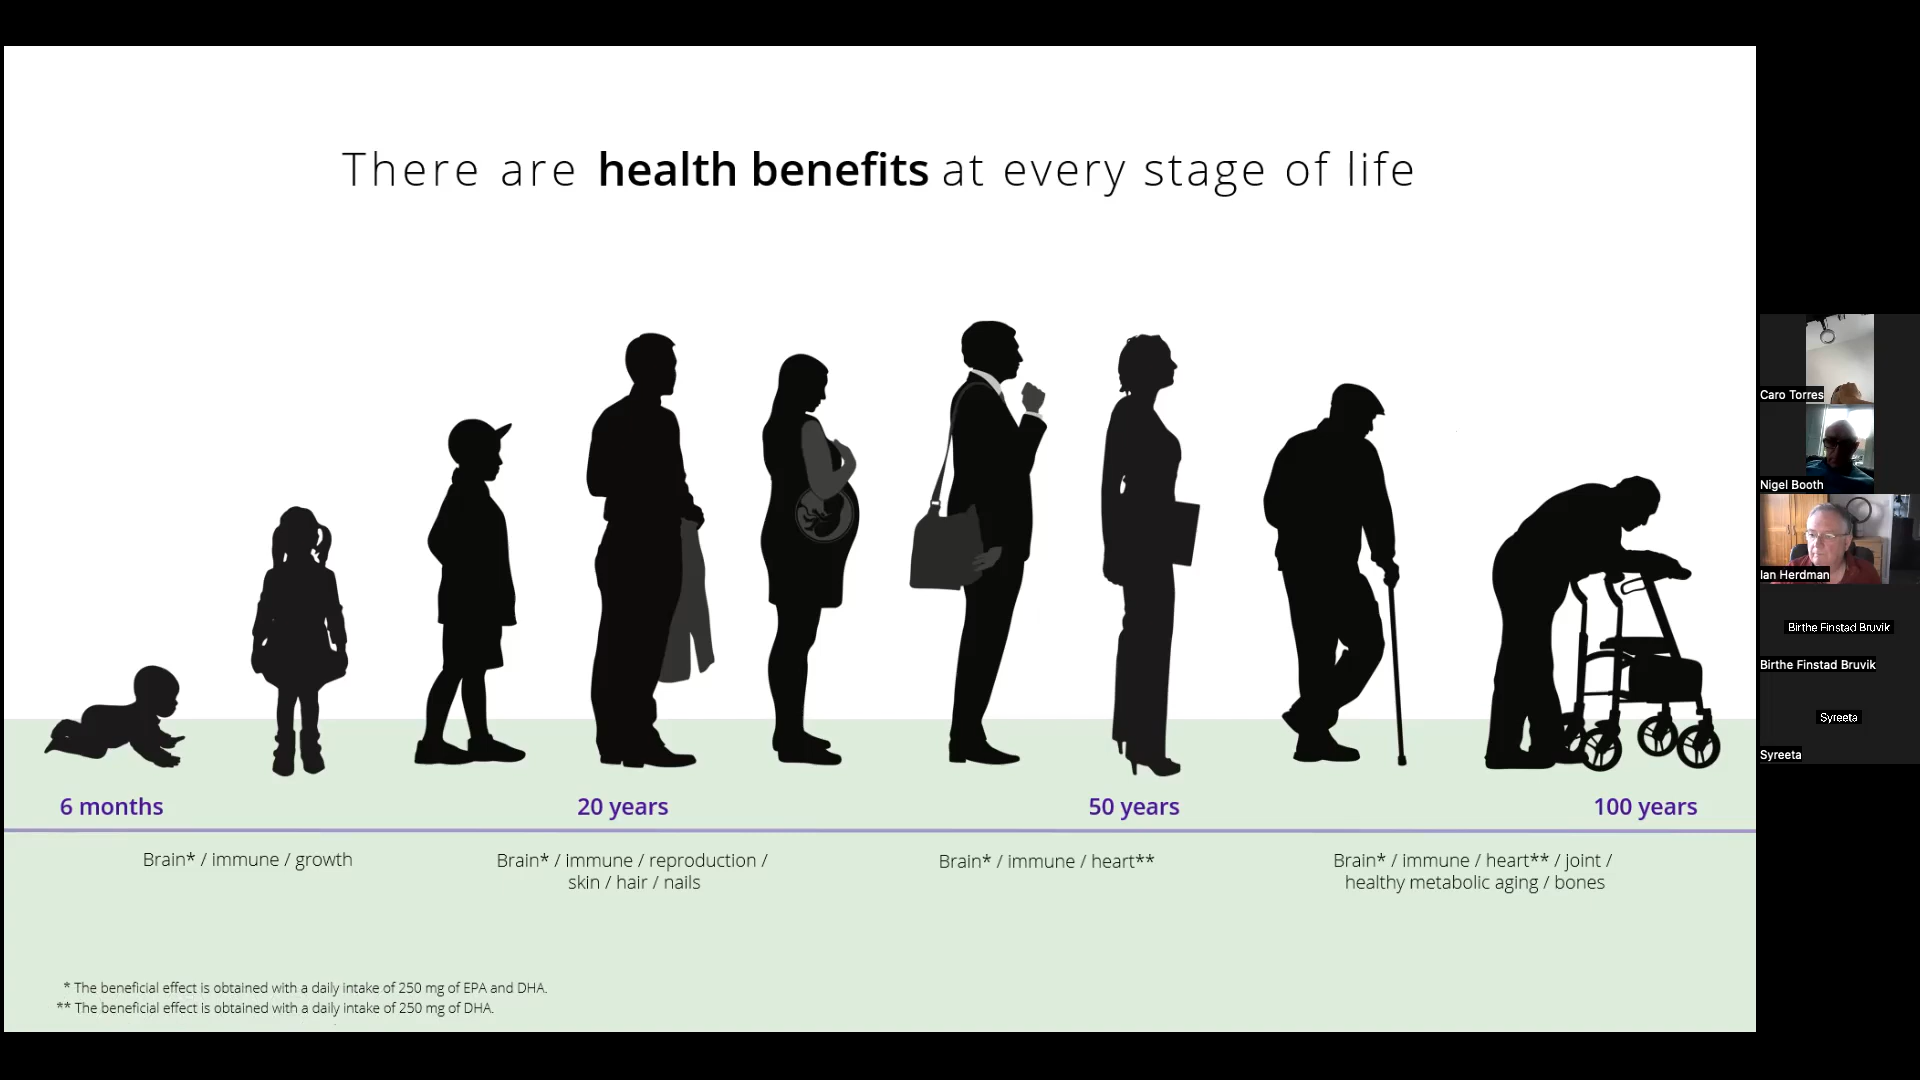 There are health benefits at every stage of life
6 months
20 years
50 years
100 years
Brain* / immune / growth
Brain* / immune / reproduction /
skin / hair / nails
Brain* / immune / heart**
Brain* / immune / heart** / joint /
healthy metabolic aging / bones
* The beneficial effect is obtained with a daily intake of 250 mg of EPA and DHA.
** The beneficial effect is obtained with a daily intake of 250 mg of DHA.
Caro Torres
Nigel Booth
Ian Herdman
Birthe Finstad Bruvik
Birthe Finstad Bruvik
Syreeta
Syreeta